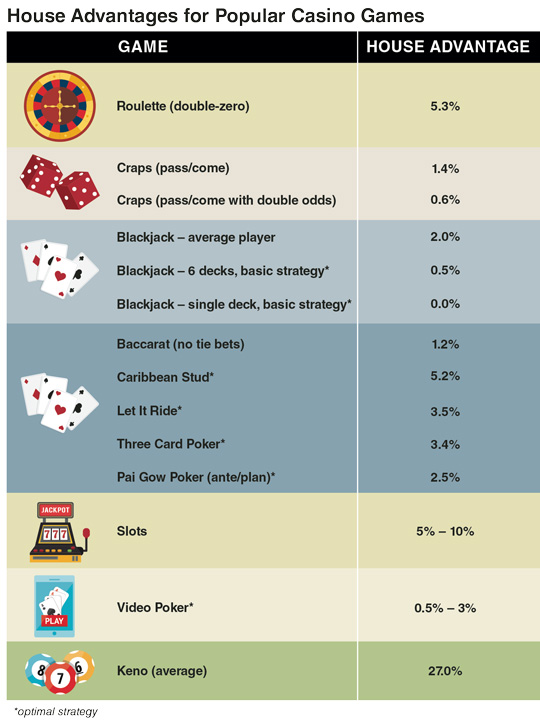 House Advantages for Popular Casino Games
GAME HOUSE ADVANTAGE
Roulette (double-zero) 5.3%
Craps (pass/come) 1.4%
Craps (pass/come with double odds) 0.6%
Blackjack – average player 2.0%
Blackjack – 6 decks, basic strategy* 0.5%
Blackjack – single deck, basic strategy* 0.0%
Baccarat (no tie bets) 1.2%
Caribbean Stud* 5.2%
Let It Ride* 3.5%
Three Card Poker* 3.4%
Pai Gow Poker (ante/plan)* 2.5%
JACKPOT
777
Slots 5% – 10%
PLAY
Video Poker* 0.5% – 3%
8 7 6
Keno (average) 27.0%
*optimal strategy